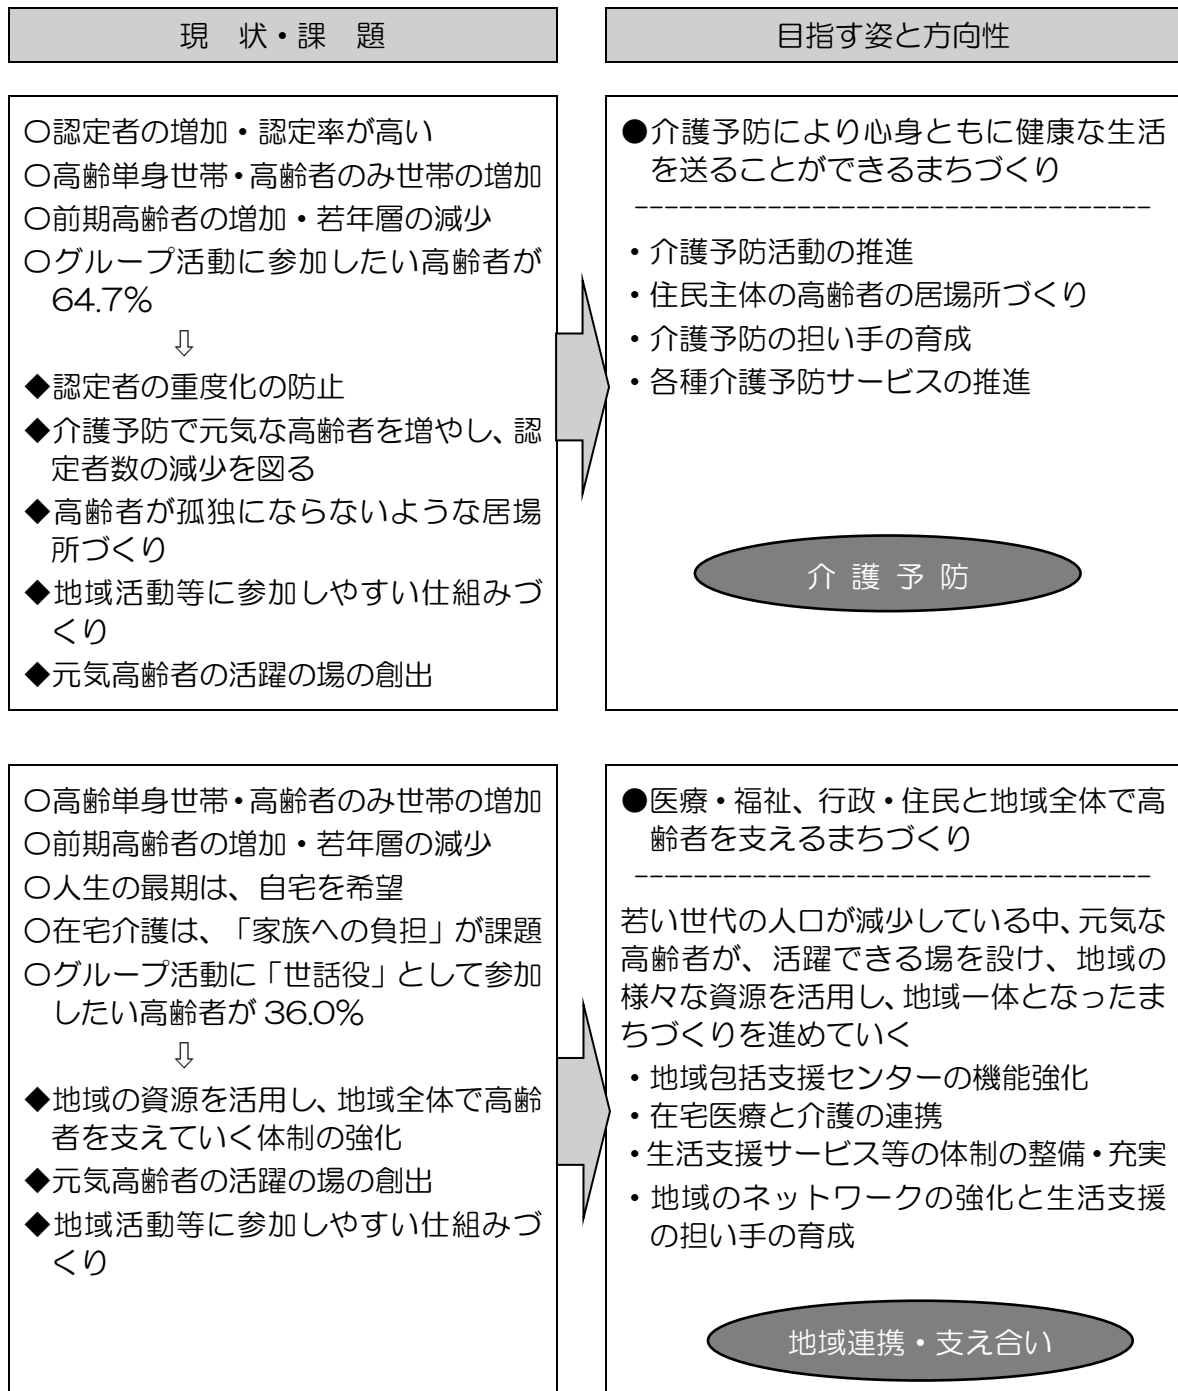 現　状・課　題
目指す姿と方向性
〇認定者の増加・認定率が高い
〇高齢単身世帯・高齢者のみ世帯の増加
〇前期高齢者の増加・若年層の減少
〇グループ活動に参加したい高齢者が
64.7%
⇩
◆認定者の重度化の防止
◆介護予防で元気な高齢者を増やし、認
定者数の減少を図る
◆高齢者が孤独にならないような居場
所づくり
◆地域活動等に参加しやすい仕組みづ
くり
◆元気高齢者の活躍の場の創出
●介護予防により心身ともに健康な生活
を送ることができるまちづくり
・介護予防活動の推進
・住民主体の高齢者の居場所づくり
・介護予防の担い手の育成
・各種介護予防サービスの推進
介 護 予 防
〇高齢単身世帯・高齢者のみ世帯の増加
〇前期高齢者の増加・若年層の減少
〇人生の最期は、自宅を希望
〇在宅介護は、「家族への負担」が課題
〇グループ活動に「世話役」として参加
したい高齢者が 36.0%
⇩
◆地域の資源を活用し、地域全体で高齢
者を支えていく体制の強化
◆元気高齢者の活躍の場の創出
◆地域活動等に参加しやすい仕組みづ
くり
●医療・福祉、行政・住民と地域全体で高
齢者を支えるまちづくり
若い世代の人口が減少している中、元気な
高齢者が、活躍できる場を設け、地域の
様々な資源を活用し、地域一体となったま
ちづくりを進めていく
・地域包括支援センターの機能強化
・在宅医療と介護の連携
・生活支援サービス等の体制の整備・充実
・地域のネットワークの強化と生活支援
の担い手の育成
地域連携・支え合い